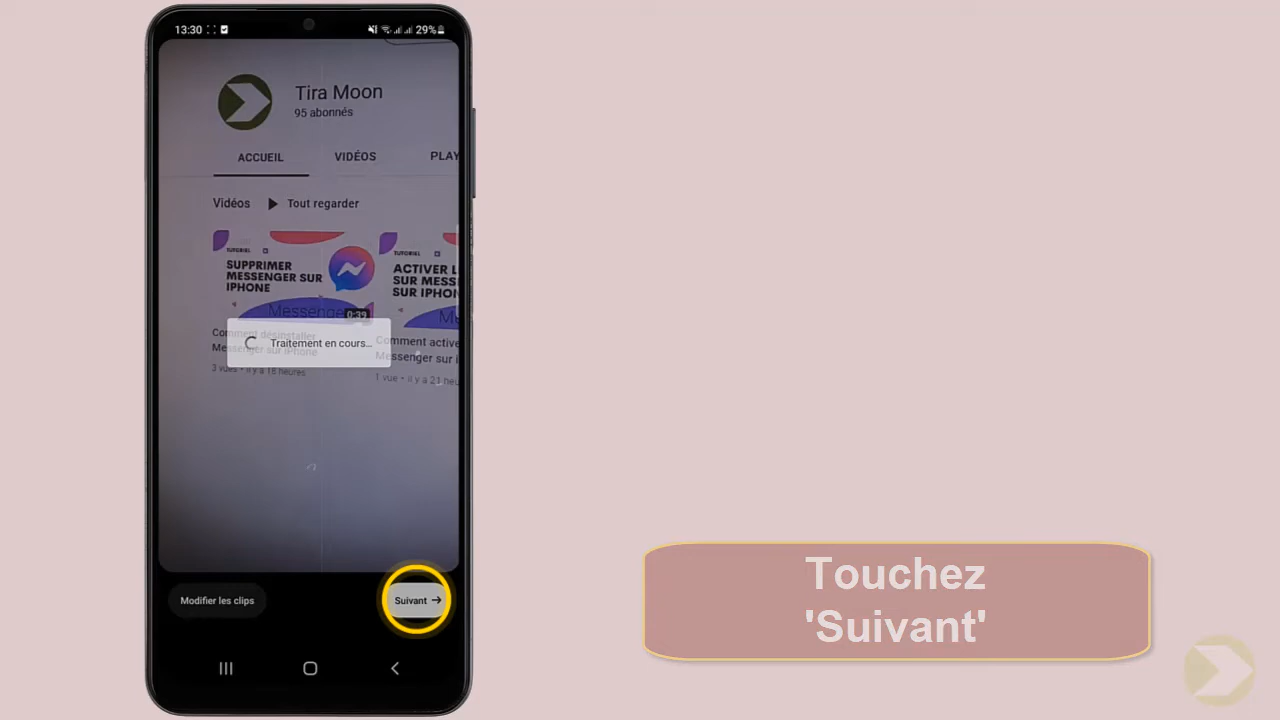 13:30
29%
Tira Moon
95 abonnés
ACCUEIL VIDÉOS PLAY
Vidéos Tout regarder
TUTORIEL
SUPPRIMER
MESSENGER SUR
IPHONE
Messenger
0:39
TUTORIEL
ACTIVER L
SUR MESS
SUR IPHON
Me
Comment désinstaller
Messenger sur iPhone
3 vues • il y a 18 heures
Comment active
Messenger sur i
1 vue • il y a 21 heu
Traitement en cours...
Modifier les clips
Suivant
Touchez
'Suivant'